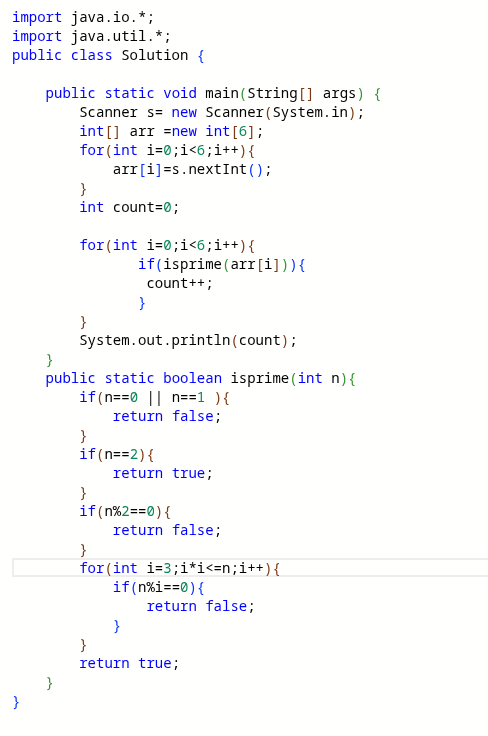 import java.io.*;
import java.util.*;
public class Solution {

    public static void main(String[] args) {
        Scanner s= new Scanner(System.in);
        int[] arr =new int[6];
        for(int i=0;i<6;i++){
            arr[i]=s.nextInt();
        }
        int count=0;

        for(int i=0;i<6;i++){
               if(isprime(arr[i])){
                count++;
               }
        }
        System.out.println(count);
    }
    public static boolean isprime(int n){
        if(n==0 || n==1 ){
            return false;
        }
        if(n==2){
            return true;
        }
        if(n%2==0){
            return false;
        }
        for(int i=3;i*i<=n;i++){
            if(n%i==0){
                return false;
            }
        }
        return true;
    }
}